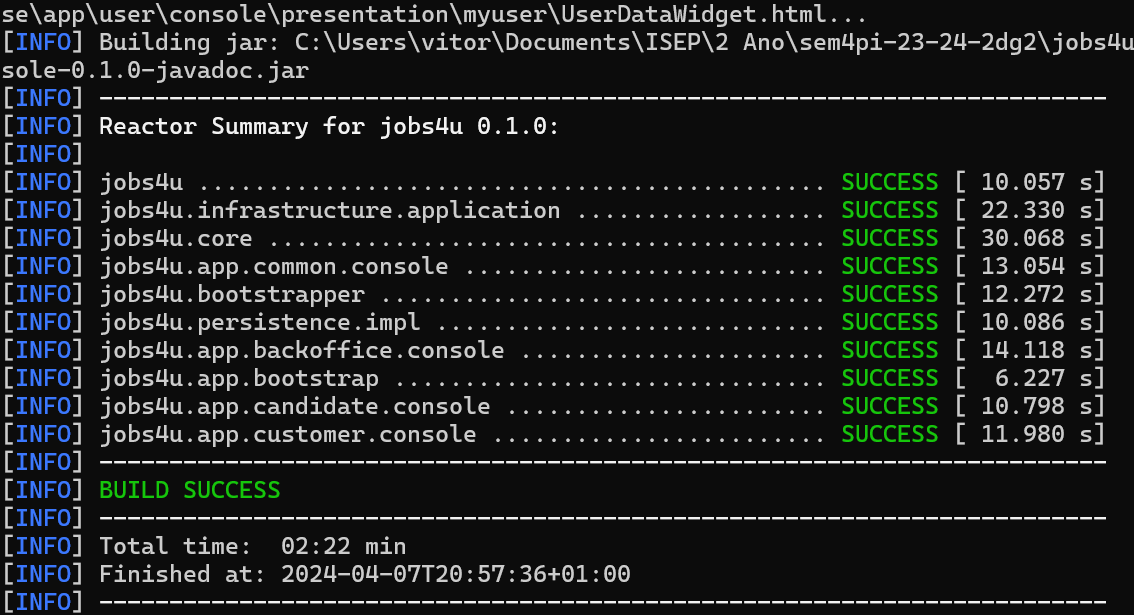 se\app\user\console\presentation\myuser\UserDataWidget.html...
[INFO] Building jar: C:\Users\vitor\Documents\ISEP\2 Ano\sem4pi-23-24-2dg2\jobs4u
sole-0.1.0-javadoc.jar
[INFO] ------------------------------------------------------------------------
[INFO] Reactor Summary for jobs4u 0.1.0:
[INFO]
[INFO] jobs4u ............................................. SUCCESS [ 10.057 s]
[INFO] jobs4u.infrastructure.application .................. SUCCESS [ 22.330 s]
[INFO] jobs4u.core ........................................ SUCCESS [ 30.068 s]
[INFO] jobs4u.app.common.console .......................... SUCCESS [ 13.054 s]
[INFO] jobs4u.bootstrapper ................................ SUCCESS [ 12.272 s]
[INFO] jobs4u.persistence.impl ............................ SUCCESS [ 10.086 s]
[INFO] jobs4u.app.backoffice.console ...................... SUCCESS [ 14.118 s]
[INFO] jobs4u.app.bootstrap ............................... SUCCESS [  6.227 s]
[INFO] jobs4u.app.candidate.console ....................... SUCCESS [ 10.798 s]
[INFO] jobs4u.app.customer.console ........................ SUCCESS [ 11.980 s]
[INFO] ------------------------------------------------------------------------
[INFO] BUILD SUCCESS
[INFO] ------------------------------------------------------------------------
[INFO] Total time:  02:22 min
[INFO] Finished at: 2024-04-07T20:57:36+01:00
[INFO] ------------------------------------------------------------------------